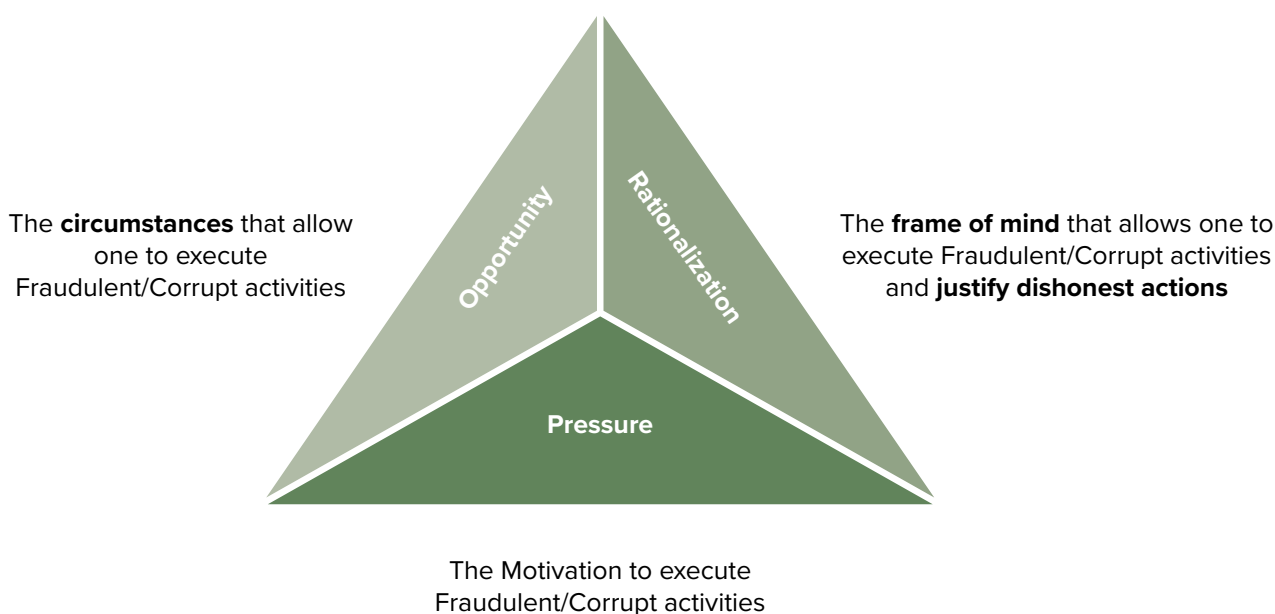 Opportunity
Rationalization
The circumstances that allow
one to execute
Fraudulent/Corrupt activities
The frame of mind that allows one to
execute Fraudulent/Corrupt activities
and justify dishonest actions
Pressure
The Motivation to execute
Fraudulent/Corrupt activities